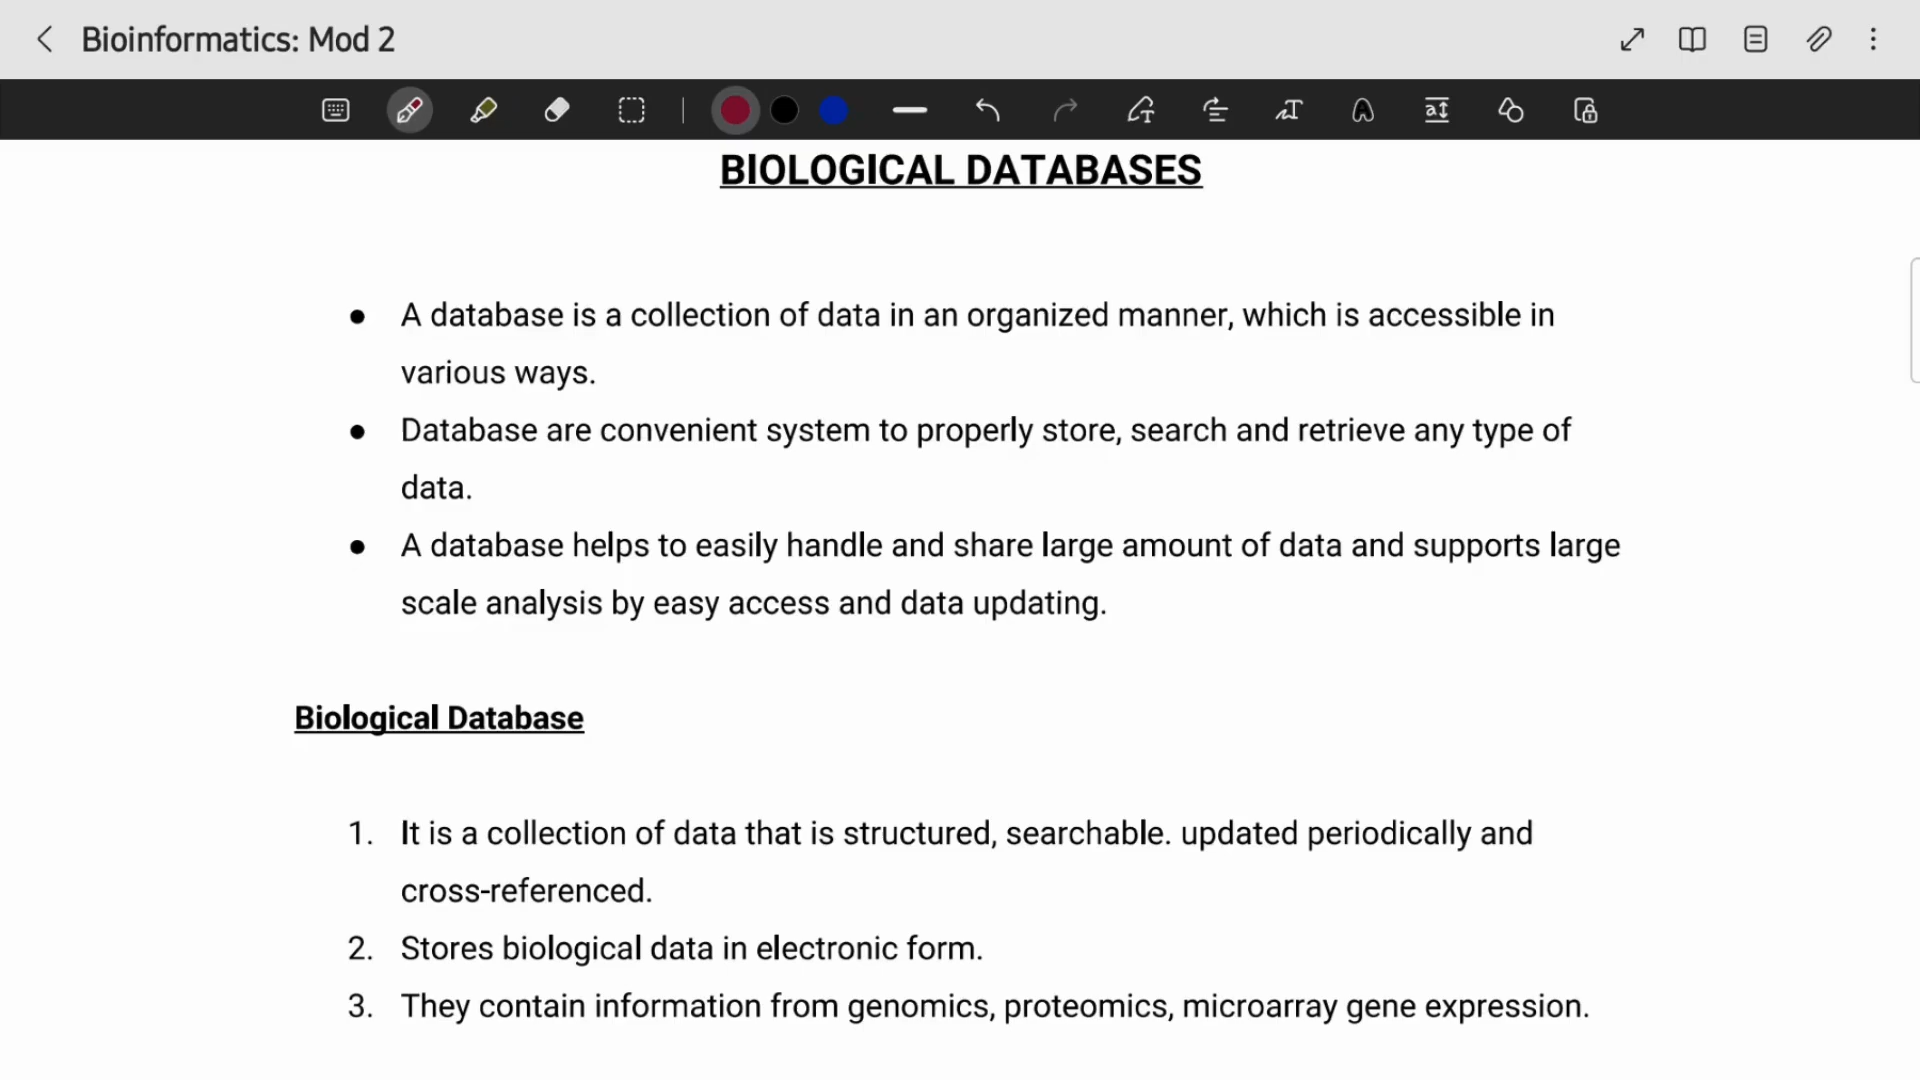 Bioinformatics: Mod 2
BIOLOGICAL DATABASES
● A database is a collection of data in an organized manner, which is accessible in
various ways.
● Database are convenient system to properly store, search and retrieve any type of
data.
● A database helps to easily handle and share large amount of data and supports large
scale analysis by easy access and data updating.
Biological Database
1. It is a collection of data that is structured, searchable. updated periodically and
cross-referenced.
2. Stores biological data in electronic form.
3. They contain information from genomics, proteomics, microarray gene expression.